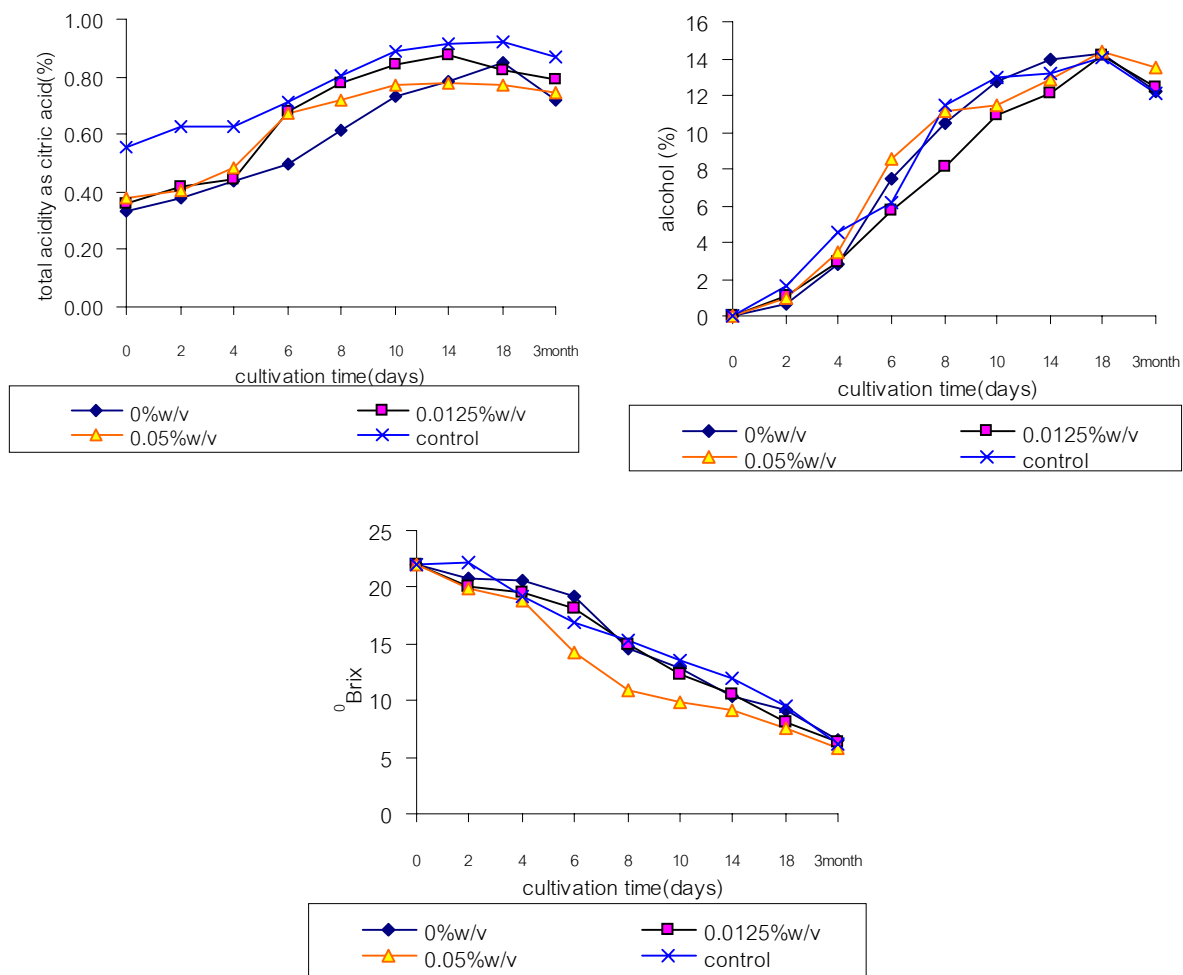 total acidity as citric acid(%)
1.00
0.80
0.60
0.40
0.20
0.00
0 2 4 6 8 10 14 18 3month
cultivation time(days)
0%w/v 0.0125%w/v
0.05%w/v control
alcohol (%)
16
14
12
10
8
6
4
2
0
0 2 4 6 8 10 14 18 3month
cultivation time(days)
0%w/v 0.0125%w/v
0.05%w/v control
⁰Brix
25
20
15
10
5
0
0 2 4 6 8 10 14 18 3month
cultivation time(days)
0%w/v 0.0125%w/v
0.05%w/v control